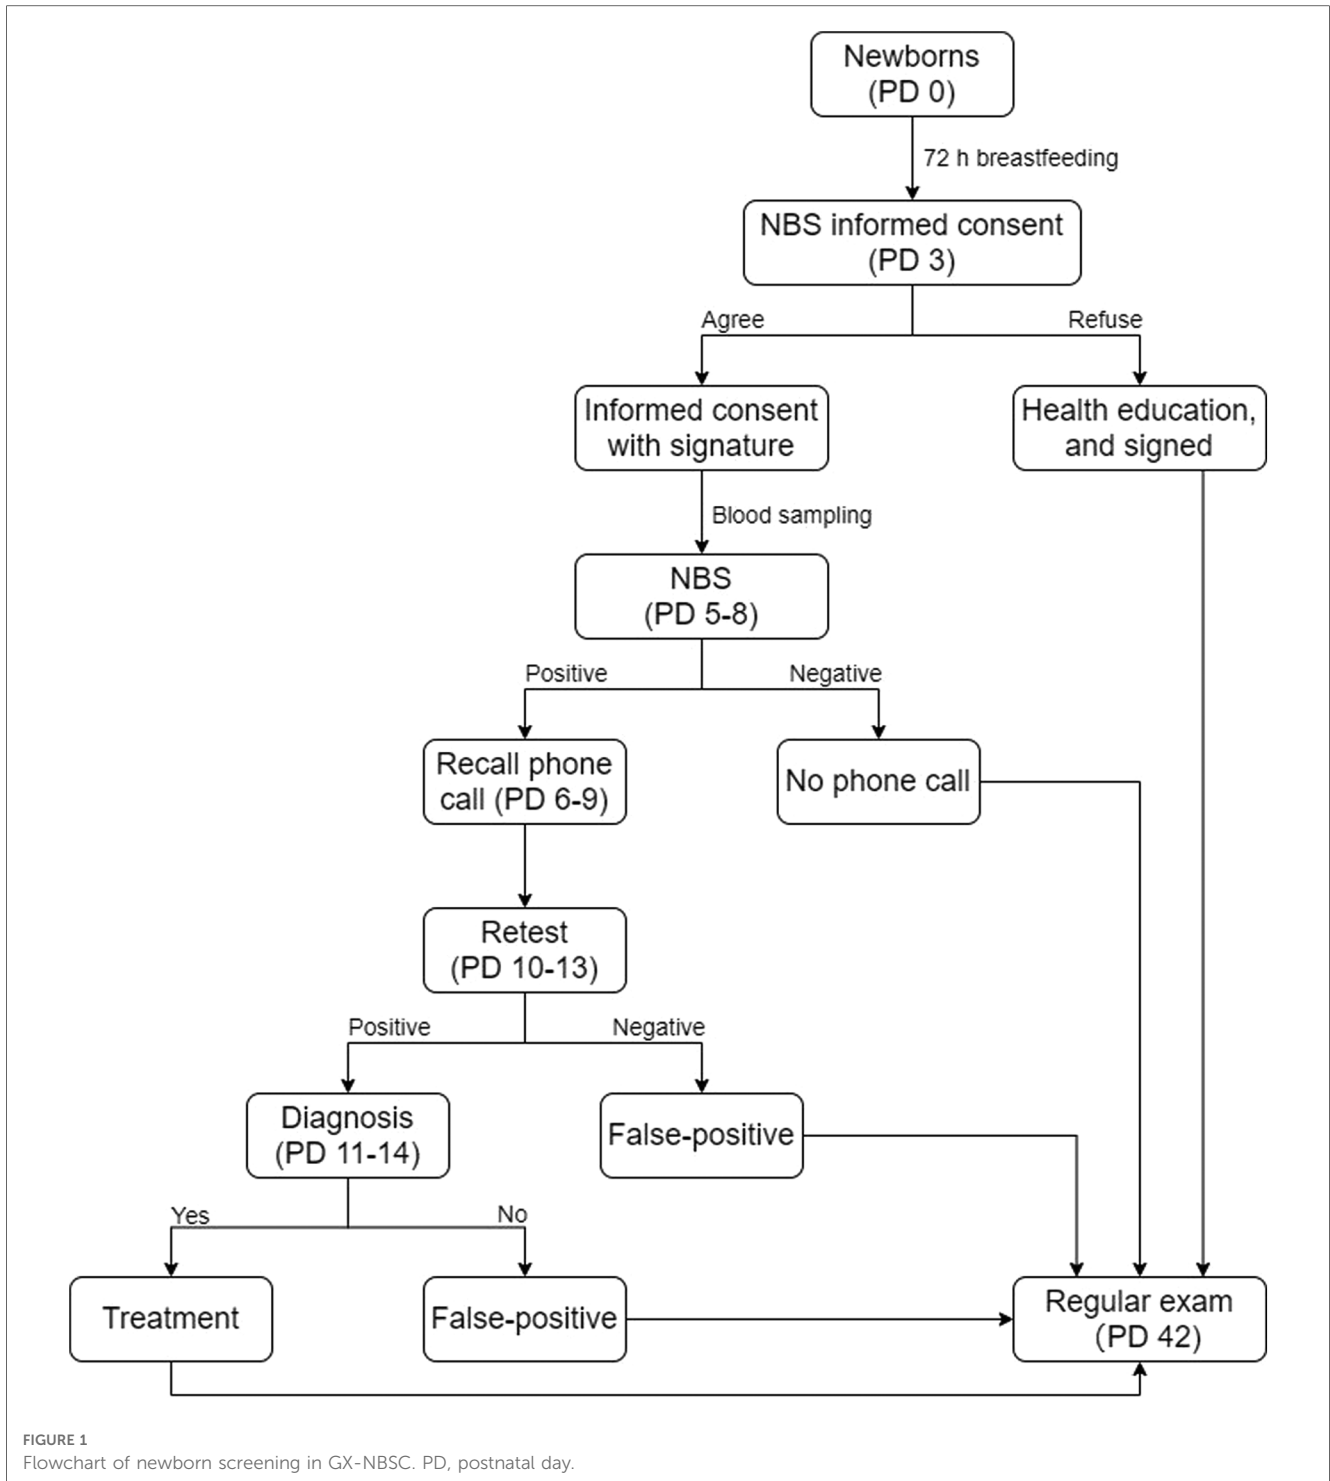 Newborns
(PD 0)
72 h breastfeeding
NBS informed consent
(PD 3)
Agree
Refuse
Informed consent
with signature
Health education,
and signed
Blood sampling
NBS
(PD 5-8)
Positive
Negative
Recall phone
call (PD 6-9)
No phone call
Retest
(PD 10-13)
Positive
Negative
Diagnosis
(PD 11-14)
False-positive
Yes
No
Treatment
False-positive
Regular exam
(PD 42)
FIGURE 1
Flowchart of newborn screening in GX-NBSC. PD, postnatal day.